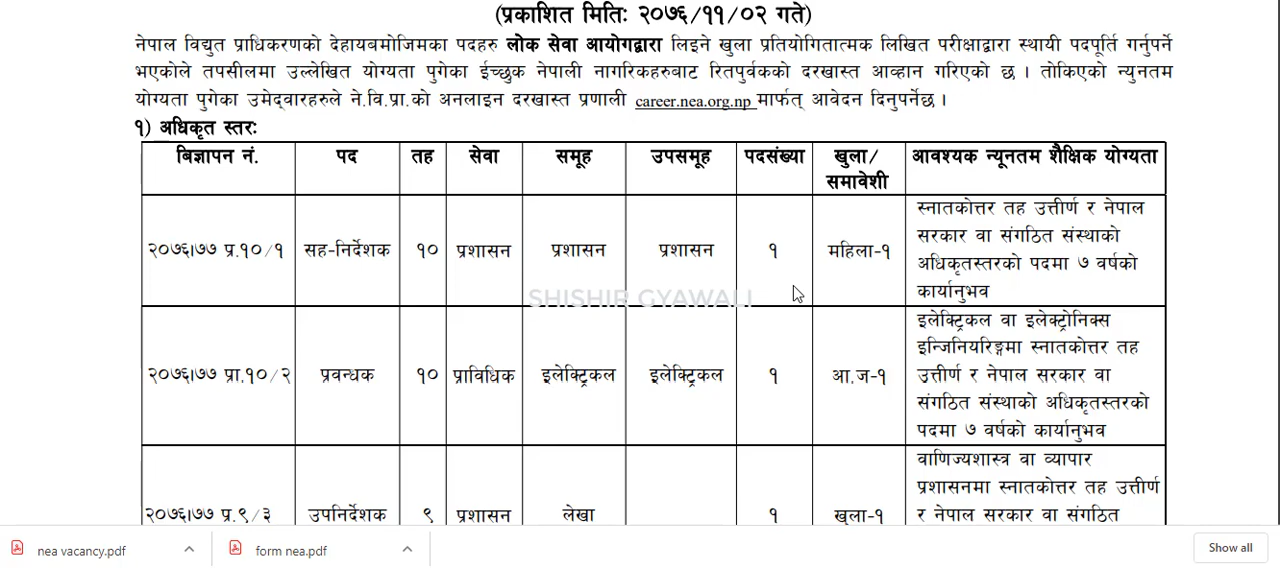 (प्रकाशित मितिः २०७६/११/०२ गते)
नेपाल विद्युत प्राधिकरणको देहायबमोजिमका पदहरु लोक सेवा आयोगद्वारा लिइने खुला प्रतियोगितात्मक लिखित परीक्षाद्वारा स्थायी पदपूर्ति गर्नुपर्ने
भएकोले तपसीलमा उल्लेखित योग्यता पुगेका ईच्छुक नेपाली नागरिकहरुबाट रितपुर्वकको दरखास्त आव्हान गरिएको छ । तोकिएको न्युनतम
योग्यता पुगेका उमेद्वारहरुले ने.वि.प्रा.को अनलाइन दरखास्त प्रणाली career.nea.org.np मार्फत् आवेदन दिनुपर्नेछ ।
१) अधिकृत स्तरः
बिज्ञापन नं. पद तह सेवा समूह उपसमूह पदसंख्या खुला/ आवश्यक न्यूनतम शैक्षिक योग्यता
समावेशी
स्नातकोत्तर तह उत्तीर्ण र नेपाल
सरकार वा संगठित संस्थाको
२०७६।७७ प्र.१०/१ सह-निर्देशक १० प्रशासन प्रशासन प्रशासन १ महिला-१
अधिकृतस्तरको पदमा ७ वर्षको
कार्यानुभव
SHISHIR GYAWALI
इलेक्ट्रिकल वा इलेक्ट्रोनिक्स
इन्जिनियरिङ्गमा स्नातकोत्तर तह
२०७६।७७ प्रा.१०/२ प्रवन्धक १० प्राविधिक इलेक्ट्रिकल इलेक्ट्रिकल १ आ.ज-१ उत्तीर्ण र नेपाल सरकार वा
संगठित संस्थाको अधिकृतस्तरको
पदमा ७ वर्षको कार्यानुभव
वाणिज्यशास्त्र वा व्यापार
प्रशासनमा स्नातकोत्तर तह उत्तीर्ण
२०७६।७७ प्र.९/३ उपनिर्देशक ९ प्रशासन लेखा १ खुला-१ र नेपाल सरकार वा संगठित
nea vacancy.pdf form nea.pdf Show all